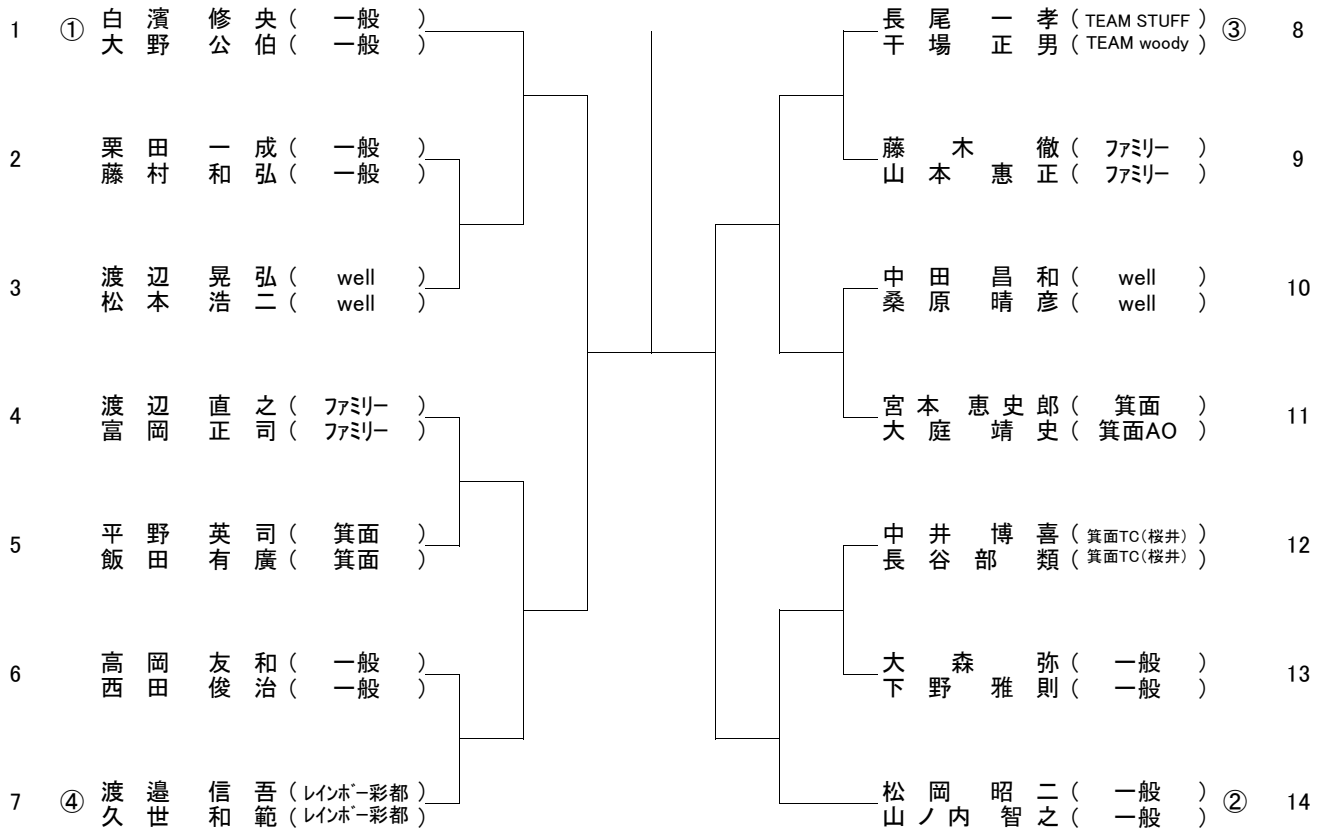 1 ① 白濱 修央 ( 一般 )
大野 公伯 ( 一般 )
2 栗田 一成 ( 一般 )
藤村 和弘 ( 一般 )
3 渡辺 晃弘 ( well )
松本 浩二 ( well )
4 渡辺 直之 ( ファミリー )
富岡 正司 ( ファミリー )
5 平野 英司 ( 箕面 )
飯田 有廣 ( 箕面 )
6 高岡 友和 ( 一般 )
西田 俊治 ( 一般 )
7 ④ 渡邉 信吾 ( レインボー彩都 )
久世 和範 ( レインボー彩都 )
長尾 一孝 ( TEAM STUFF ) ③ 8
干場 正男 ( TEAM woody )
藤木 徹 ( ファミリー ) 9
山本 惠正 ( ファミリー )
中田 昌和 ( well ) 10
桑原 晴彦 ( well )
宮本 恵史郎 ( 箕面 ) 11
大庭 靖史 ( 箕面AO )
中井 博喜 ( 箕面TC(桜井) ) 12
長谷部 類 ( 箕面TC(桜井) )
大森 弥 ( 一般 ) 13
下野 雅則 ( 一般 )
松岡 昭二 ( 一般 ) ② 14
山ノ内 智之 ( 一般 )